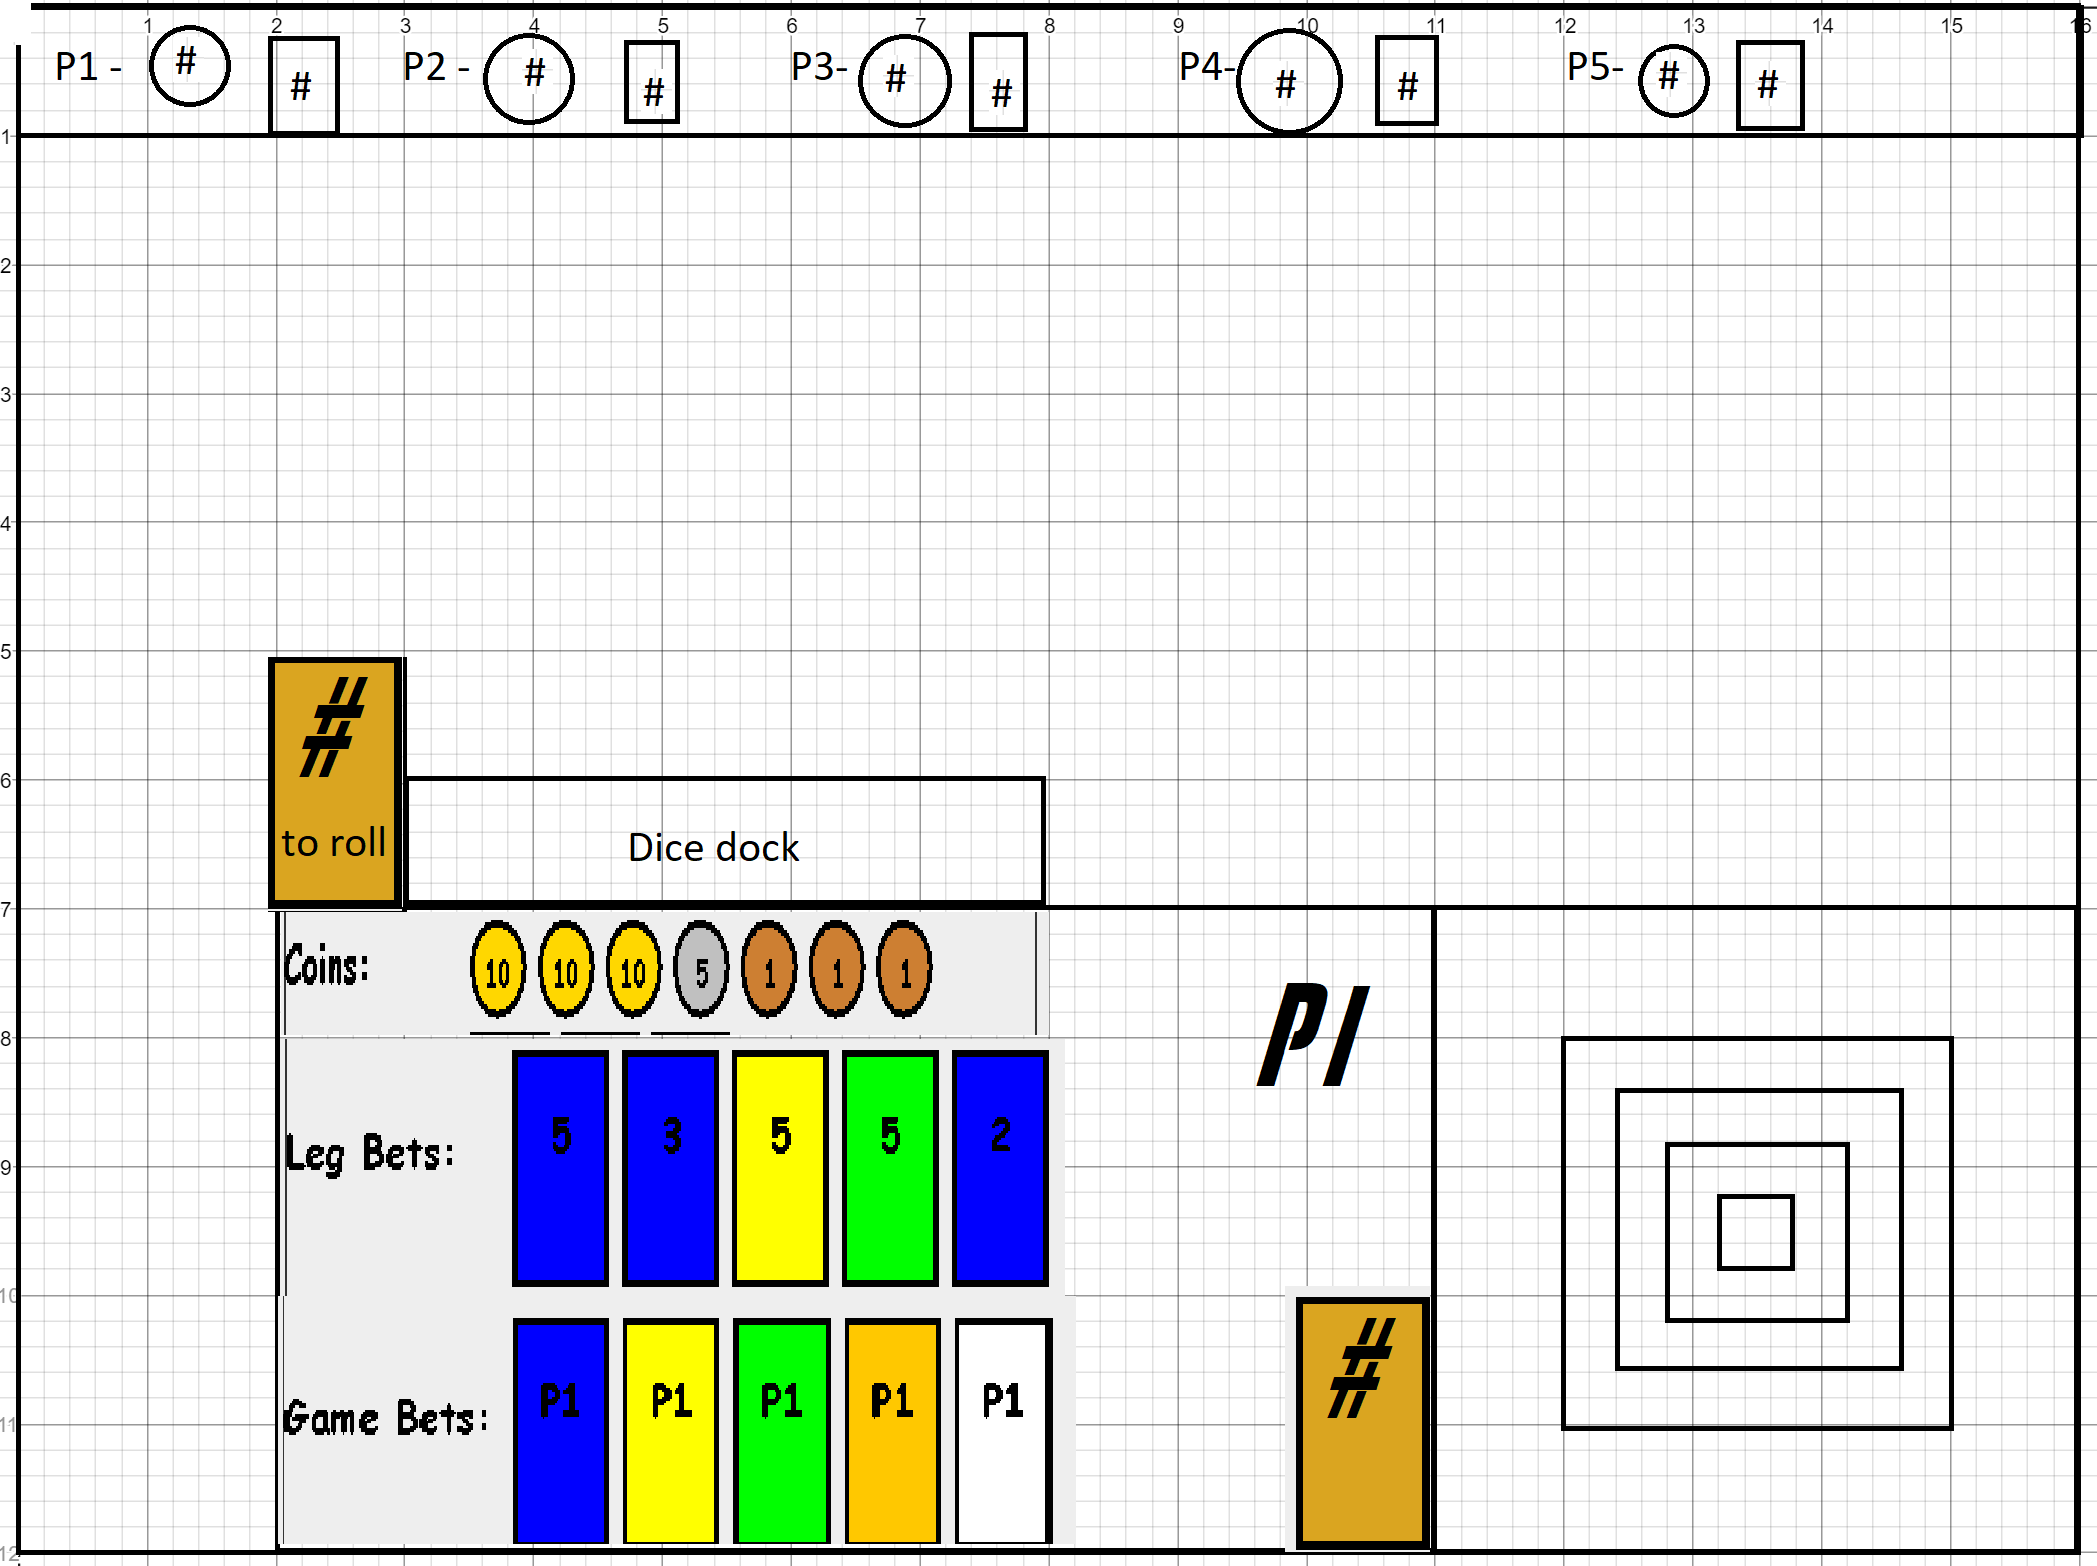 1 2 3 4 5 6 7 8 9 10 11 12 13 14 15 16
P1 - # # P2 - # # P3- # # P4- # # P5- # #
1
2
3
4
5
#
6
to roll Dice dock
7
Coins: 10 10 10 5 1 1 1
P1
8
5 3 5 5 2
Leg Bets:
9
10
#
P1 P1 P1 P1 P1
Game Bets:
11
12